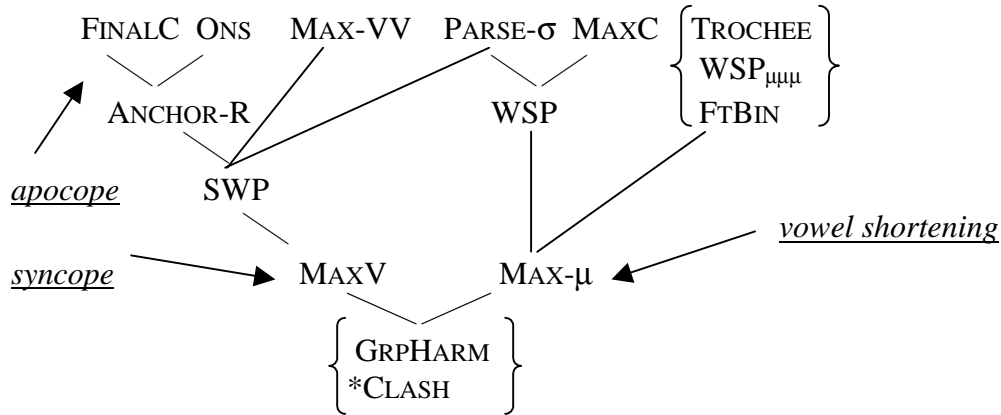 FINALC ONS MAX-VV PARSE-σ MAXC TROCHEE
WSPμμμ
ANCHOR-R WSP FTBIN
apocope SWP
vowel shortening
syncope MAXV MAX-μ
GRPHARM
*CLASH